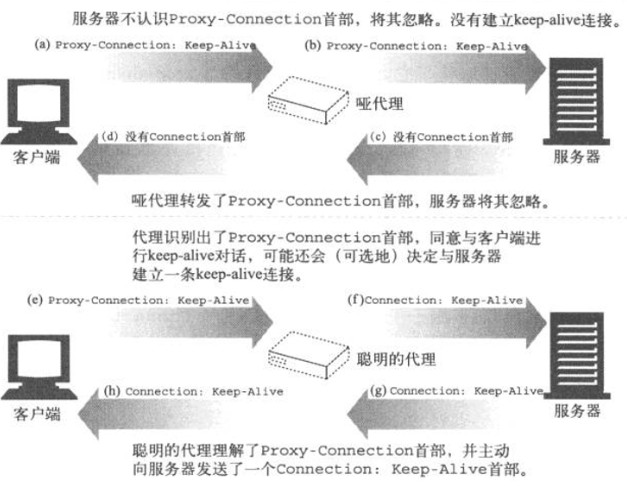 服务器不认识Proxy-Connection首部，将其忽略。没有建立keep-alive连接。
(a) Proxy-Connection: Keep-Alive
(b) Proxy-Connection: Keep-Alive
哑代理
(d) 没有Connection首部
(c) 没有Connection首部
客户端
服务器
哑代理转发了Proxy-Connection首部，服务器将其忽略。
代理识别出了Proxy-Connection首部，同意与客户端进
行keep-alive对话，可能还会（可选地）决定与服务器
建立一条keep-alive连接。
(e) Proxy-Connection: Keep-Alive
(f)Connection: Keep-Alive
聪明的代理
(h) Connection: Keep-Alive
(g) Connection: Keep-Alive
客户端
服务器
聪明的代理理解了Proxy-Connection首部，并主动
向服务器发送了一个Connection: Keep-Alive首部。